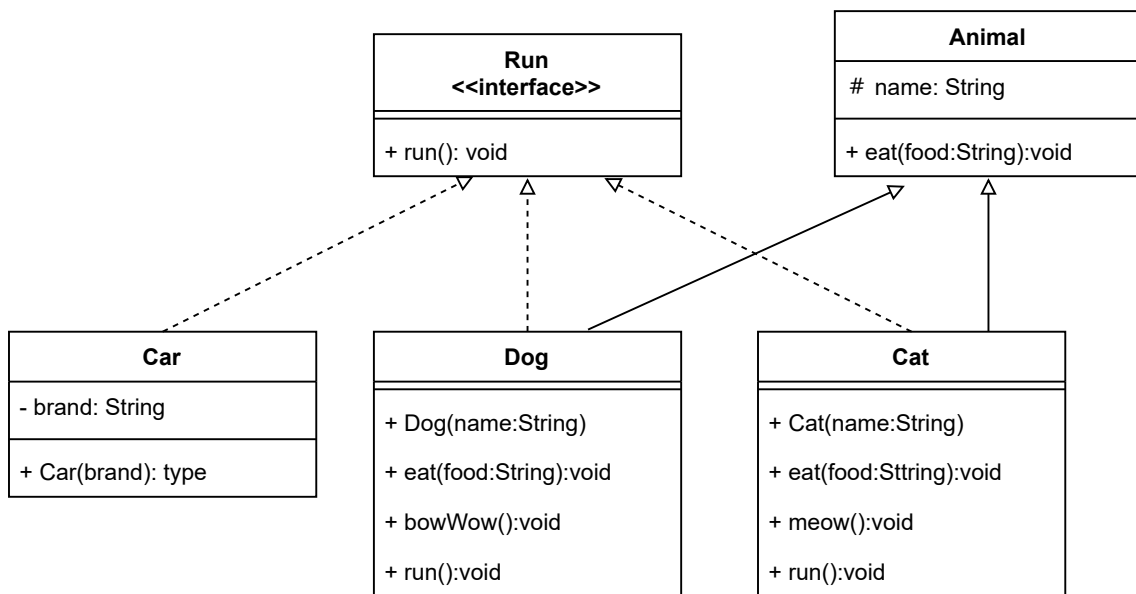 Run
<<interface>>
+ run(): void
Animal
# name: String
+ eat(food:String):void
Car
- brand: String
+ Car(brand): type
Dog
+ Dog(name:String)
+ eat(food:String):void
+ bowWow():void
+ run():void
Cat
+ Cat(name:String)
+ eat(food:Sttring):void
+ meow():void
+ run():void